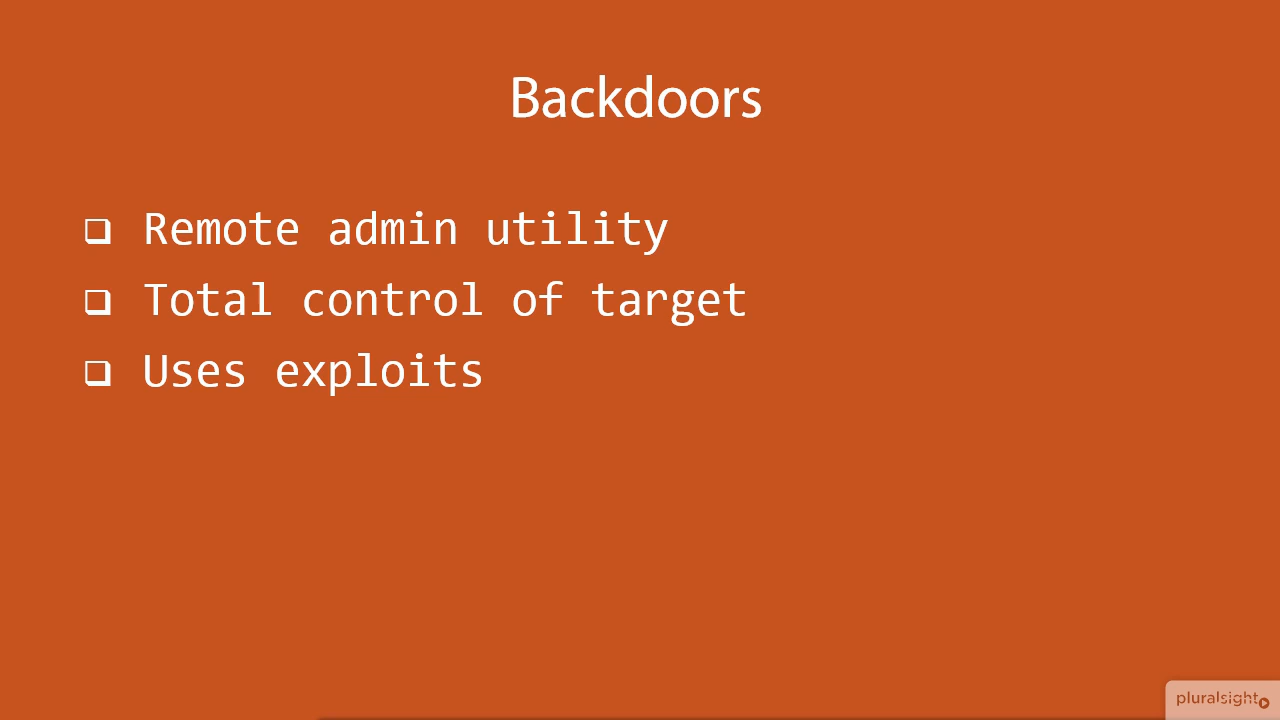 Backdoors
Remote admin utility
Total control of target
Uses exploits
pluralsight